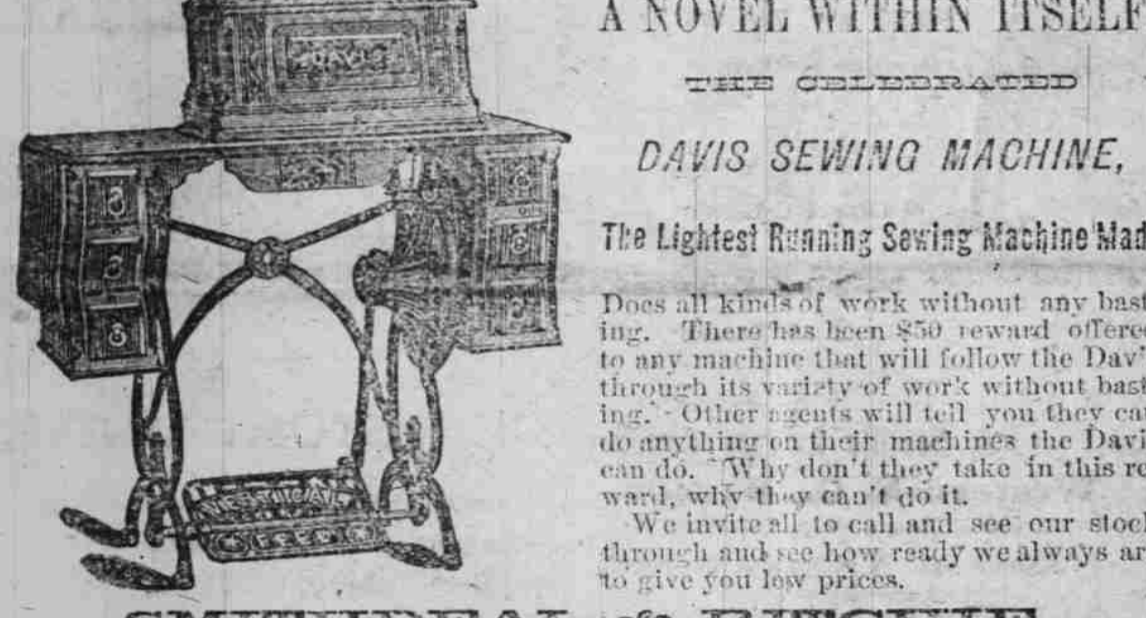 DAVIS
A NOVEL WITHIN ITSELF
THE CELEBRATED
DAVIS SEWING MACHINE,
The Lightest Running Sewing Machine Mad
Does all kinds of work without any bast
ing. There has been $50 reward offere
to any machine that will follow the Dav
through its variety of work without bast
ing. Other agents will tell you they ca
do anything on their machines the Davi
can do. Why don't they take in this re
ward, why they can't do it.
We invite all to call and see our stoc
through and see how ready we always ar
to give you low prices.
VERTICAL
FEED